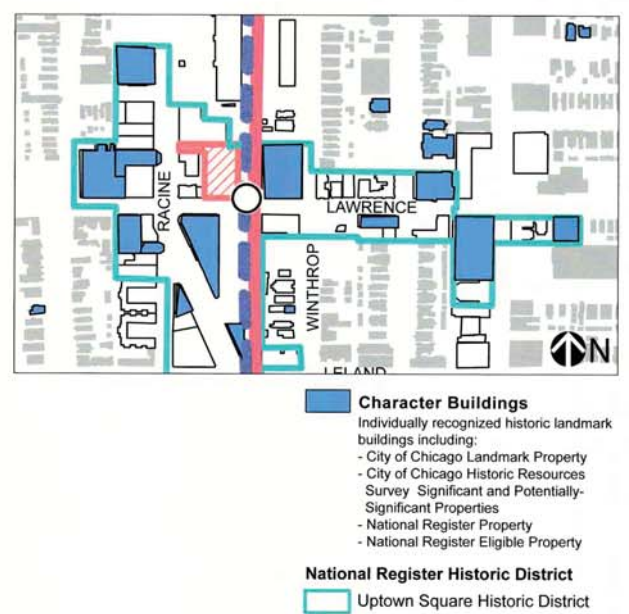 RACINE
LAWRENCE
WINTHROP
LELAND
N
Character Buildings
Individually recognized historic landmark
buildings including:
- City of Chicago Landmark Property
- City of Chicago Historic Resources
Survey Significant and Potentially-
Significant Properties
- National Register Property
- National Register Eligible Property
National Register Historic District
Uptown Square Historic District